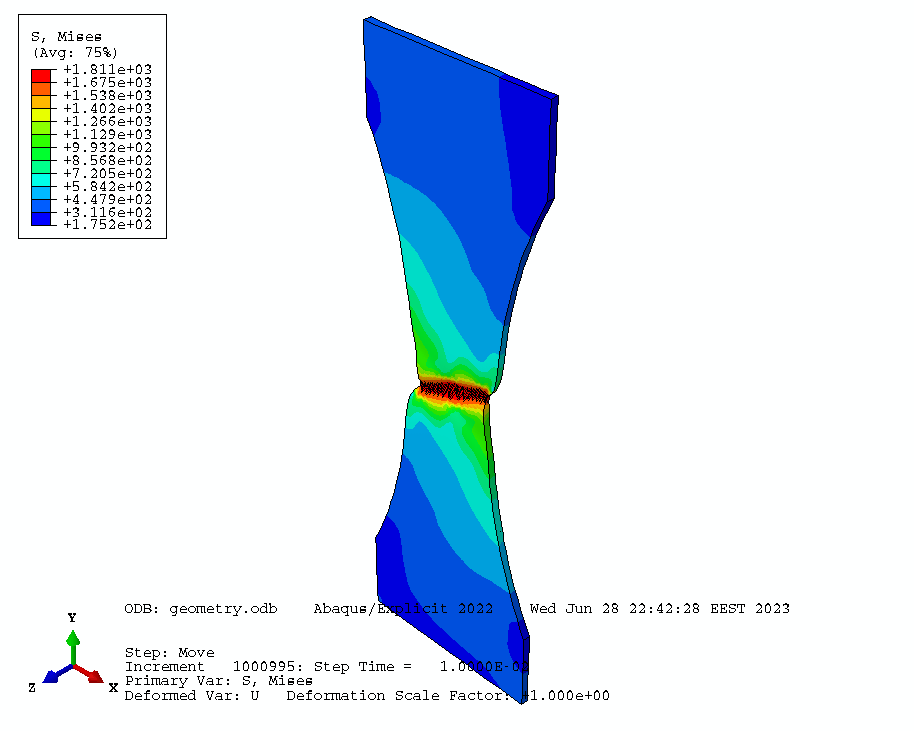 S, Mises
(Avg: 75%)
+1.811e+03
+1.675e+03
+1.538e+03
+1.402e+03
+1.266e+03
+1.129e+03
+9.932e+02
+8.568e+02
+7.205e+02
+5.842e+02
+4.479e+02
+3.116e+02
+1.752e+02
ODB: geometry.odb Abaqus/Explicit 2022 Wed Jun 28 22:42:28 EEST 2023
Y
Z
X
Step: Move
Increment 1000995: Step Time =
Primary Var: S, Mises
Deformed Var: U Deformation Scale Factor: +1.000e+00